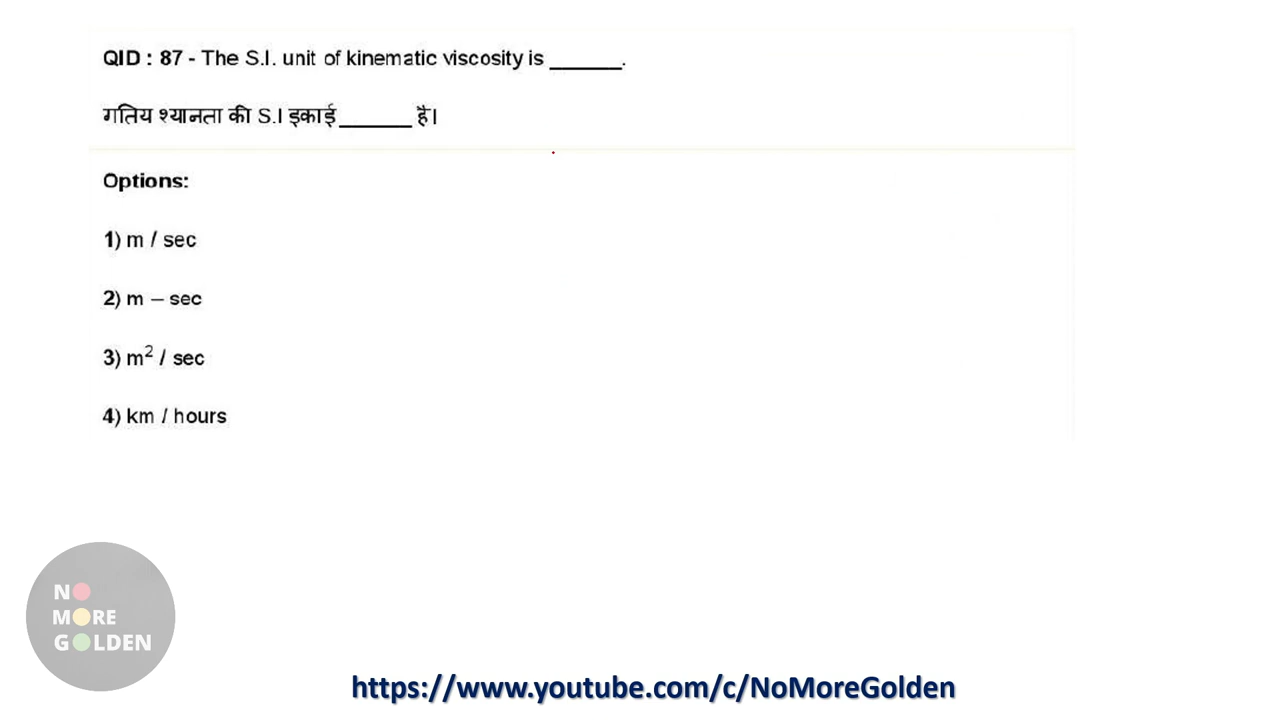 QID : 87 - The S.I. unit of kinematic viscosity is ______.
गतिय श्यानता की S.I इकाई ______ है।
Options:
1) m / sec
2) m – sec
3) m² / sec
4) km / hours
NO
MORE
GOLDEN
https://www.youtube.com/c/NoMoreGolden